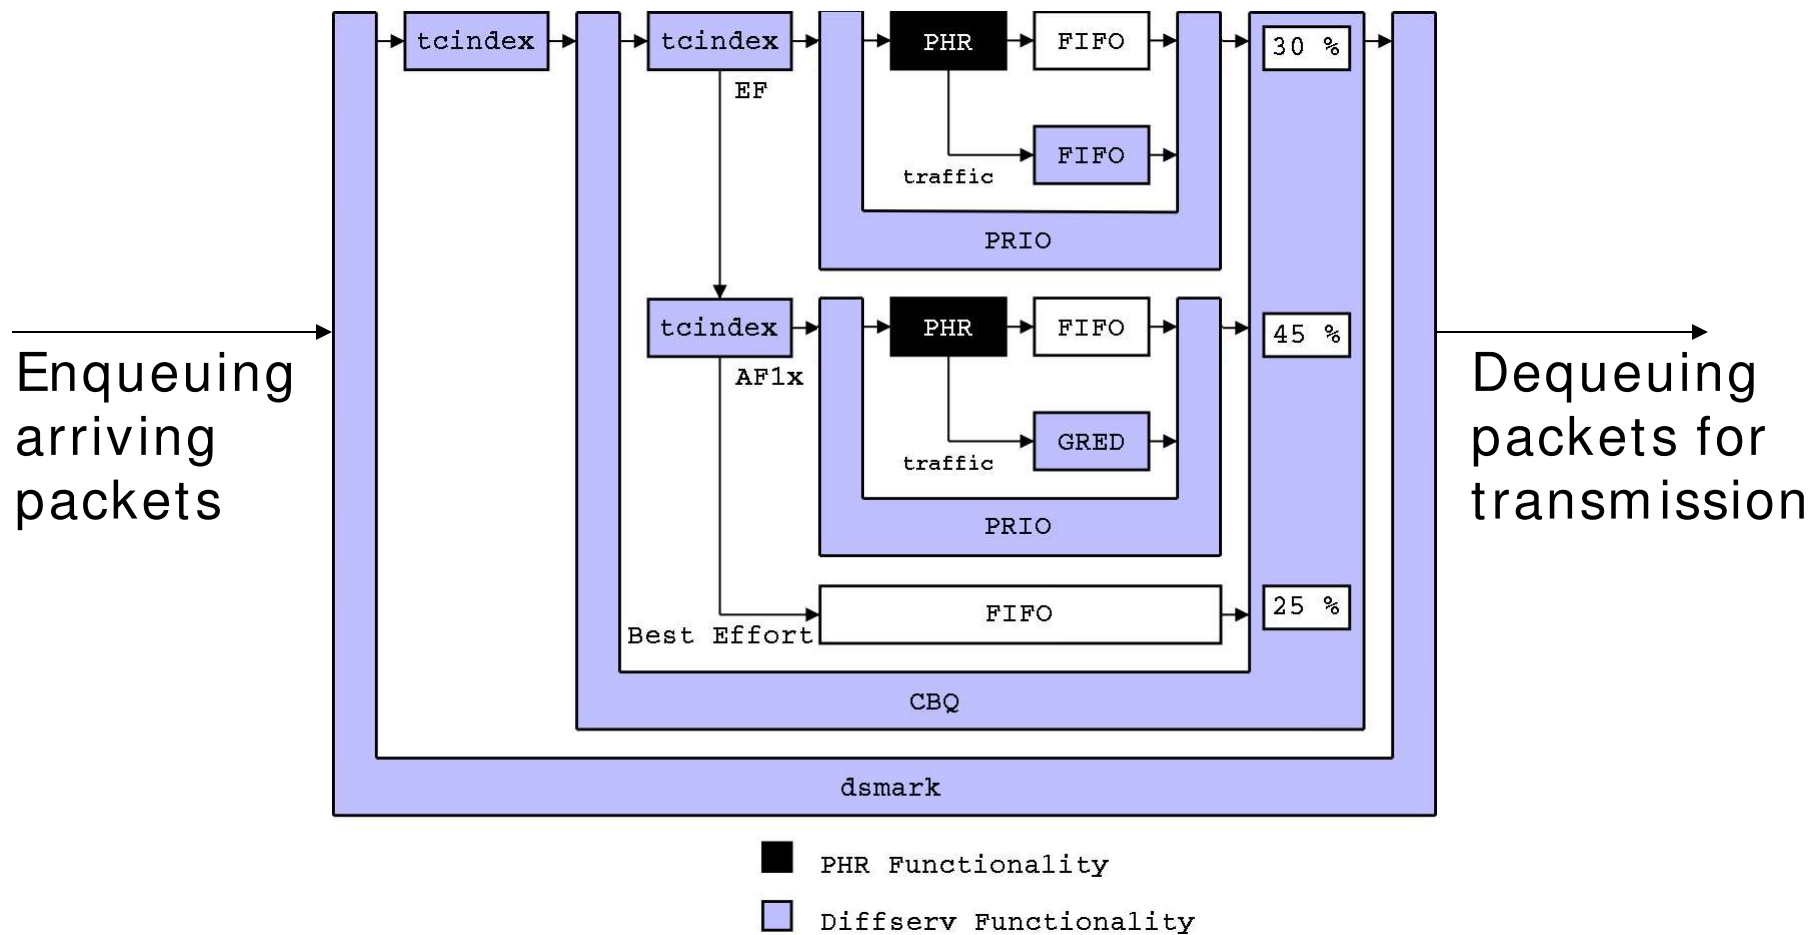 tcindex
tcindex
PHR
FIFO
30 %
EF
FIFO
traffic
PRIO
Enqueuing
arriving
packets
tcindex
PHR
FIFO
45 %
AF1x
GRED
traffic
PRIO
FIFO
25 %
Best Effort
CBQ
dsmark
Dequeuing
packets for
transmission
PHR Functionality
Diffserv Functionality